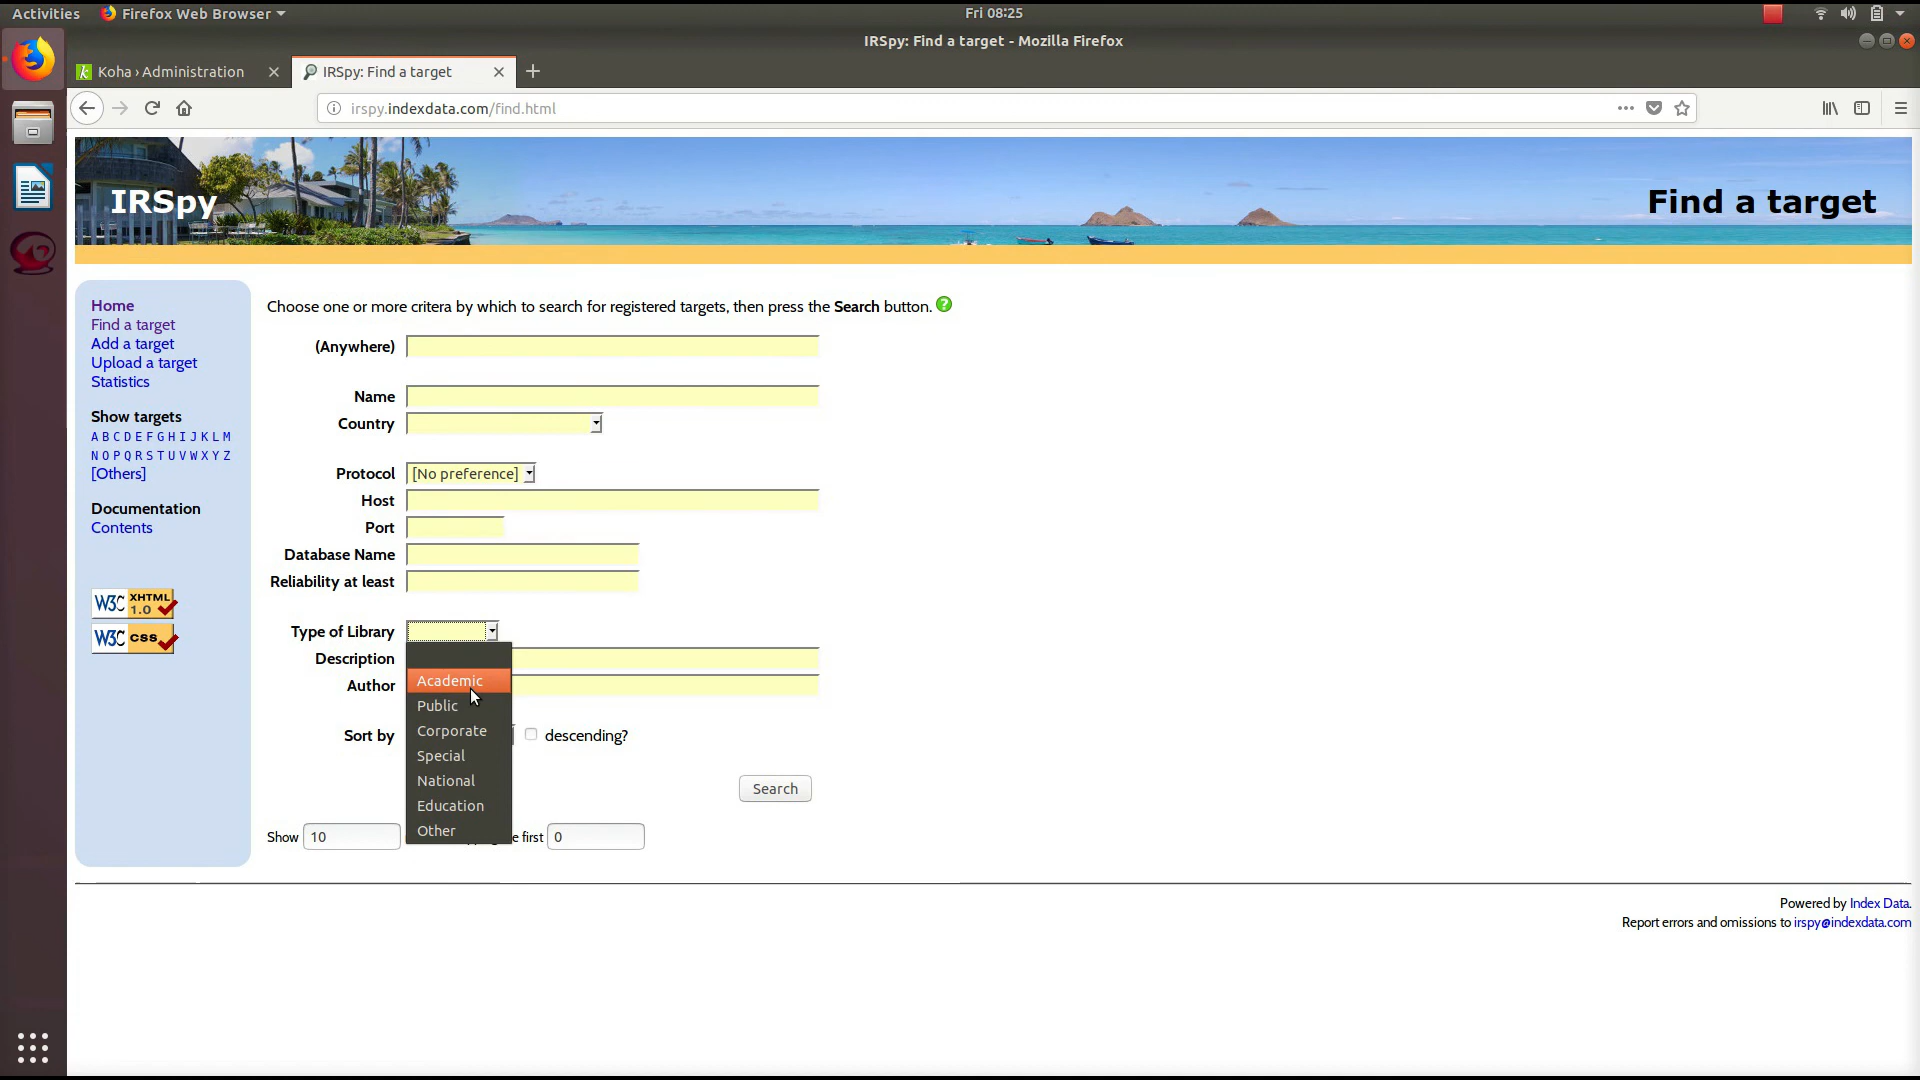 Activities Firefox Web Browser Fri 08:25
IRSpy: Find a target - Mozilla Firefox
Koha › Administration IRSpy: Find a target
irspy.indexdata.com/find.html
IRSpy Find a target
Home
Find a target
Add a target
Upload a target
Statistics
Show targets
A B C D E F G H I J K L M
N O P Q R S T U V W X Y Z
[Others]
Documentation
Contents
W3C XHTML 1.0
W3C css
Choose one or more critera by which to search for registered targets, then press the Search button. ?
(Anywhere)
Name
Country
Protocol [No preference]
Host
Port
Database Name
Reliability at least
Type of Library
Description
Academic
Author
Public
Corporate
Sort by descending?
Special
National
Search
Education
Other
Show 10 e first 0
Powered by Index Data.
Report errors and omissions to irspy@indexdata.com